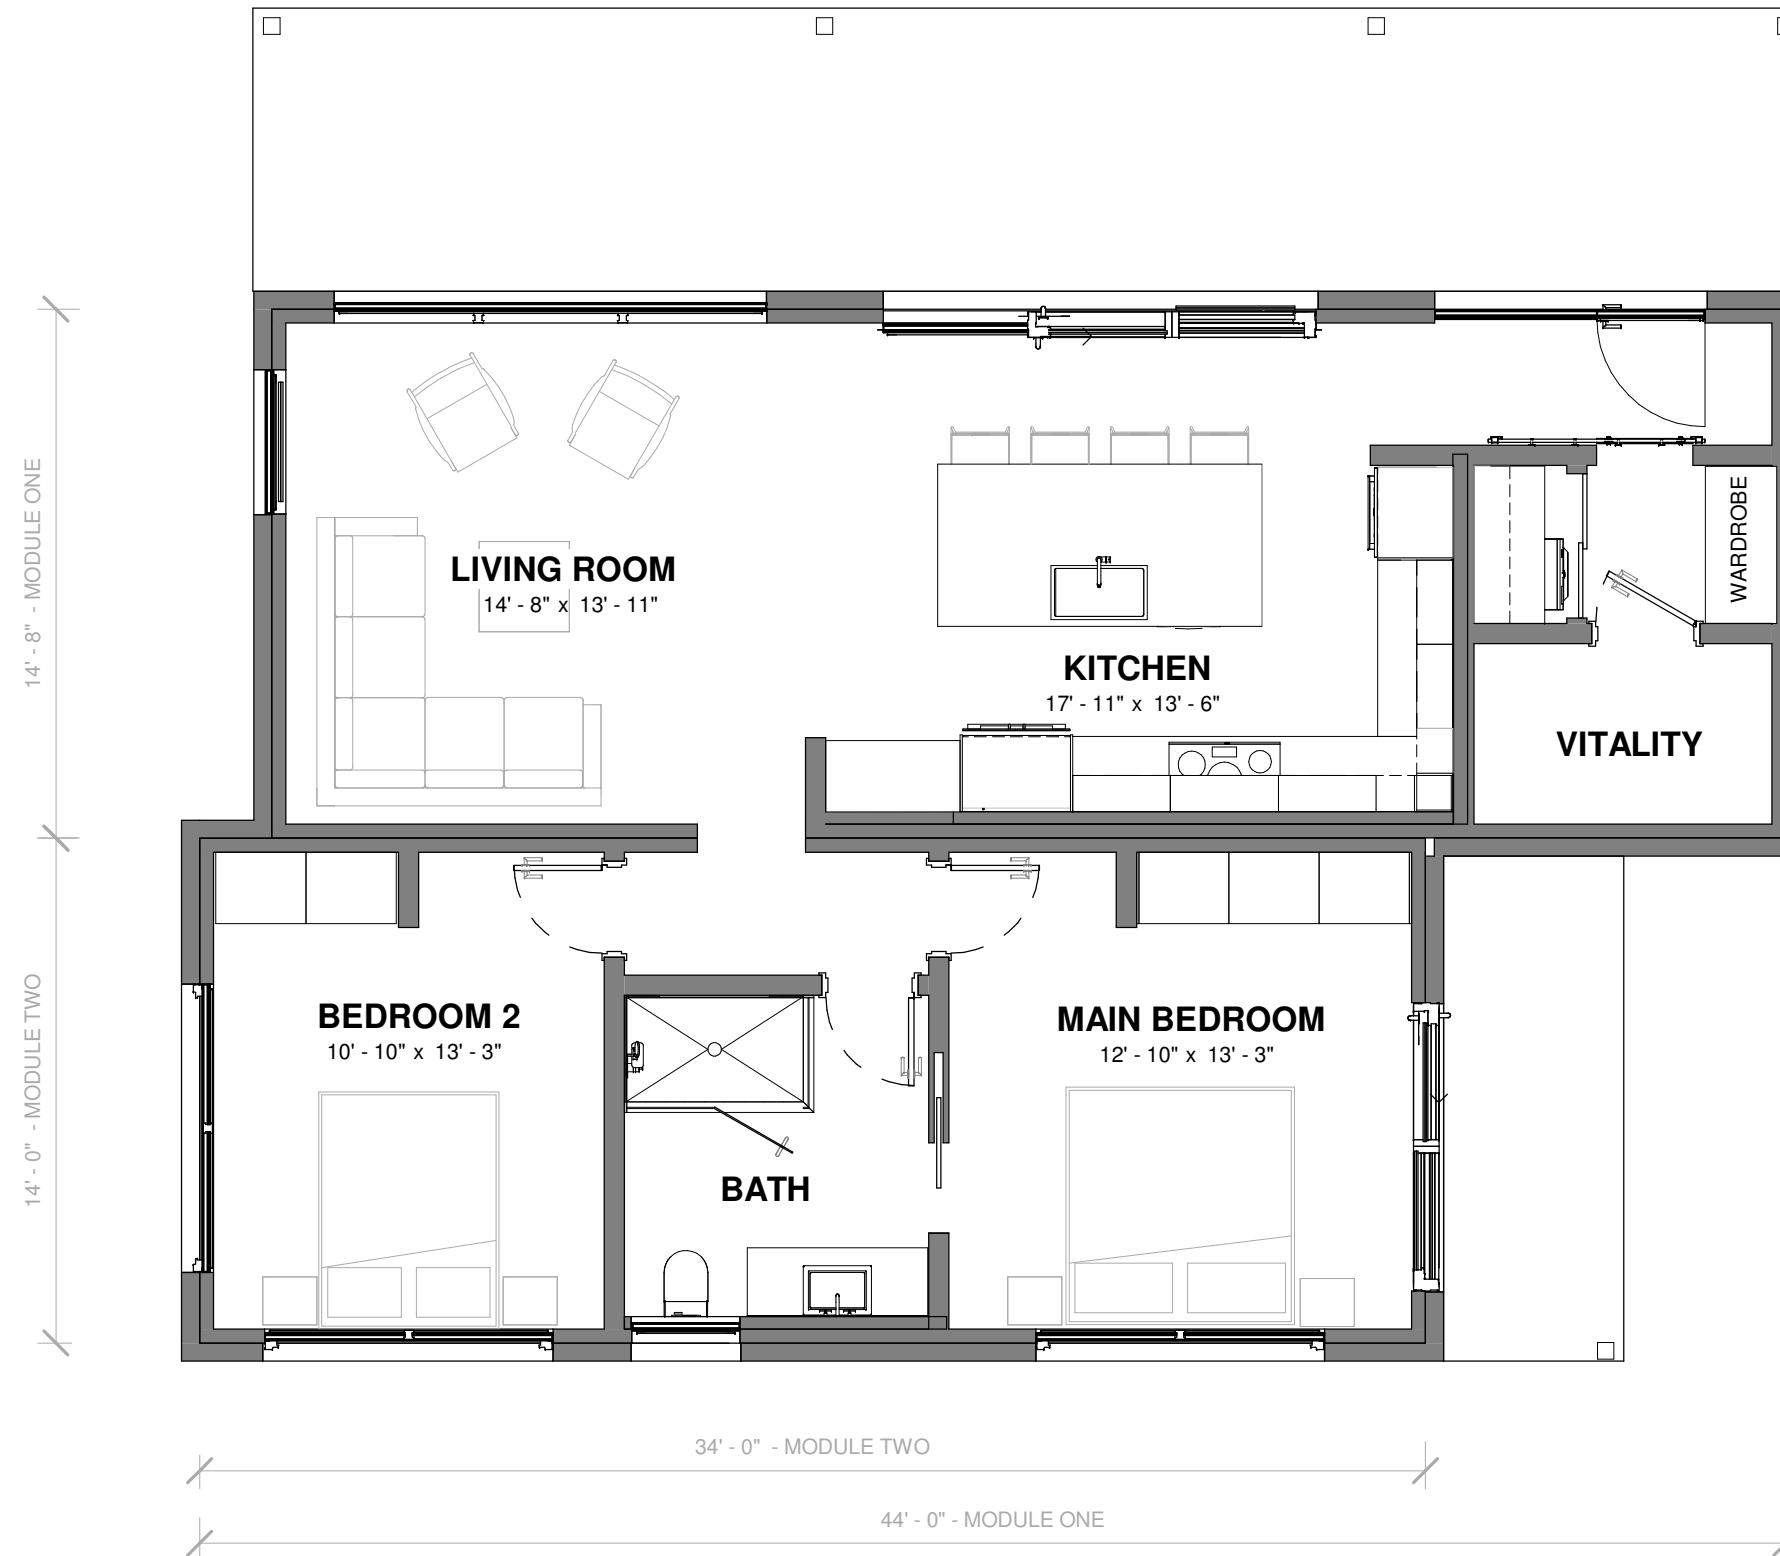 14' - 8" - MODULE ONE
WARDROBE
LIVING ROOM
14' - 8" x 13' - 11"
KITCHEN
17' - 11" x 13' - 6"
VITALITY
14' - 0" - MODULE TWO
BEDROOM 2
10' - 10" x 13' - 3"
MAIN BEDROOM
12' - 10" x 13' - 3"
BATH
34' - 0" - MODULE TWO
44' - 0" - MODULE ONE